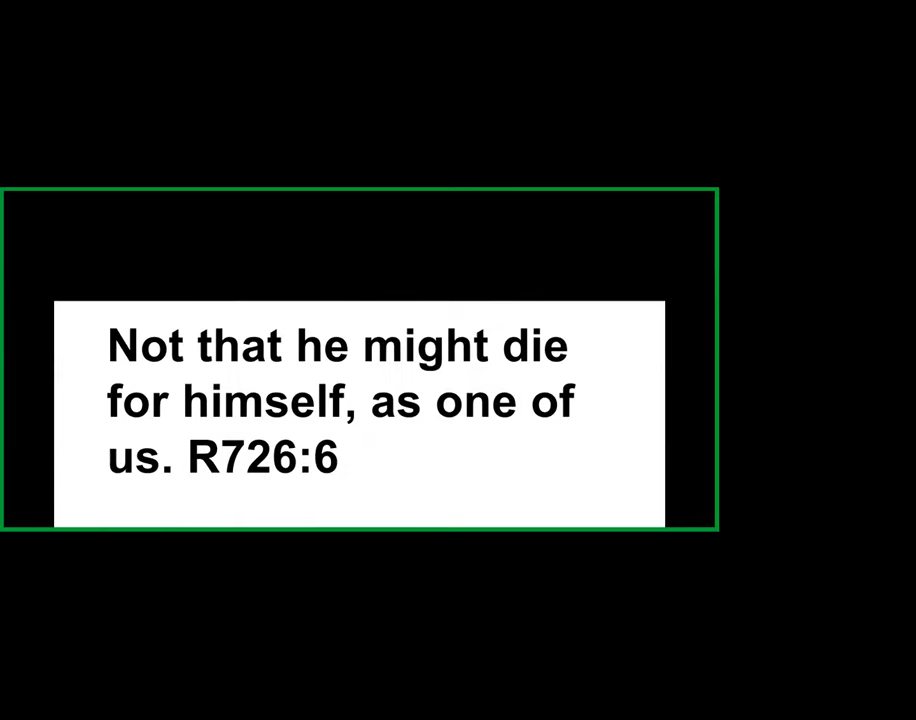 Not that he might die
for himself, as one of
us. R726:6